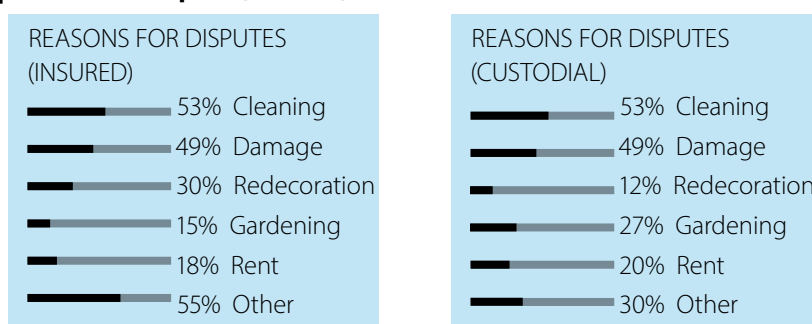 REASONS FOR DISPUTES
(INSURED)
53% Cleaning
49% Damage
30% Redecoration
15% Gardening
18% Rent
55% Other
REASONS FOR DISPUTES
(CUSTODIAL)
53% Cleaning
49% Damage
12% Redecoration
27% Gardening
20% Rent
30% Other